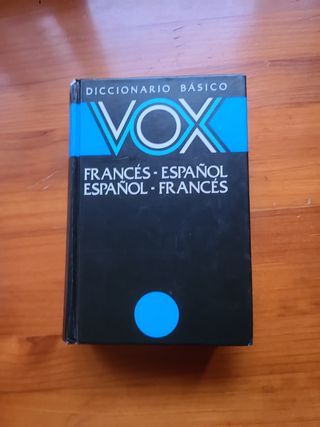 DICCIONARIO BÁSICO
VOX
FRANCÉS - ESPAÑOL
ESPAÑOL - FRANCÉS